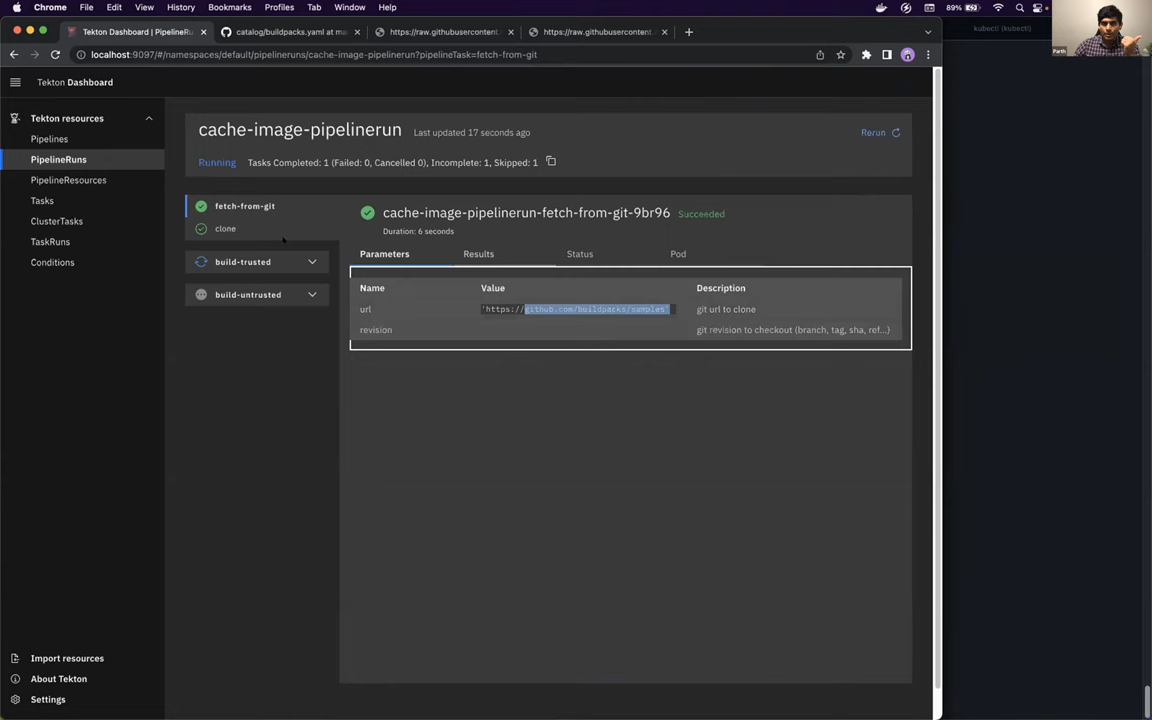 Chrome File Edit View History Bookmarks Profiles Tab Window Help 89%
Tekton Dashboard | PipelineR catalog/buildpacks.yaml at ma https://raw.githubusercontent. https://raw.githubusercontent.
kubectl (kubectl)
Parth
localhost:9097/#/namespaces/default/pipelineruns/cache-image-pipelinerun?pipelineTask=fetch-from-git
Tekton Dashboard
Tekton resources
Pipelines
PipelineRuns
PipelineResources
Tasks
ClusterTasks
TaskRuns
Conditions
Import resources
About Tekton
Settings
cache-image-pipelinerun Last updated 17 seconds ago
Rerun
Running Tasks Completed: 1 (Failed: 0, Cancelled 0), Incomplete: 1, Skipped: 1
fetch-from-git
clone
build-trusted
build-untrusted
cache-image-pipelinerun-fetch-from-git-9br96 Succeeded
Duration: 6 seconds
Parameters Results Status Pod
Name Value Description
url 'https://github.com/buildpacks/samples' git url to clone
revision git revision to checkout (branch, tag, sha, ref…)